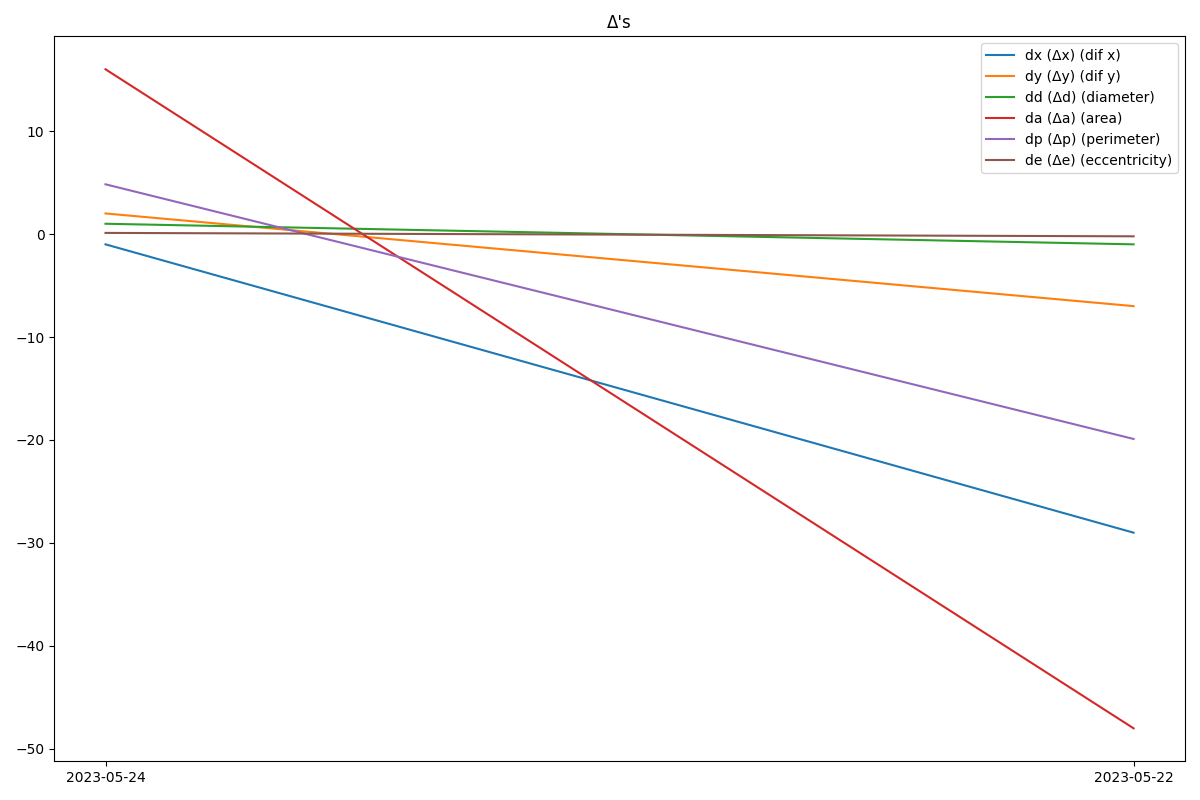 Δ's
dx (Δx) (dif x)
dy (Δy) (dif y)
dd (Δd) (diameter)
da (Δa) (area)
dp (Δp) (perimeter)
de (Δe) (eccentricity)
10
0
−10
−20
−30
−40
−50
2023-05-24 2023-05-22